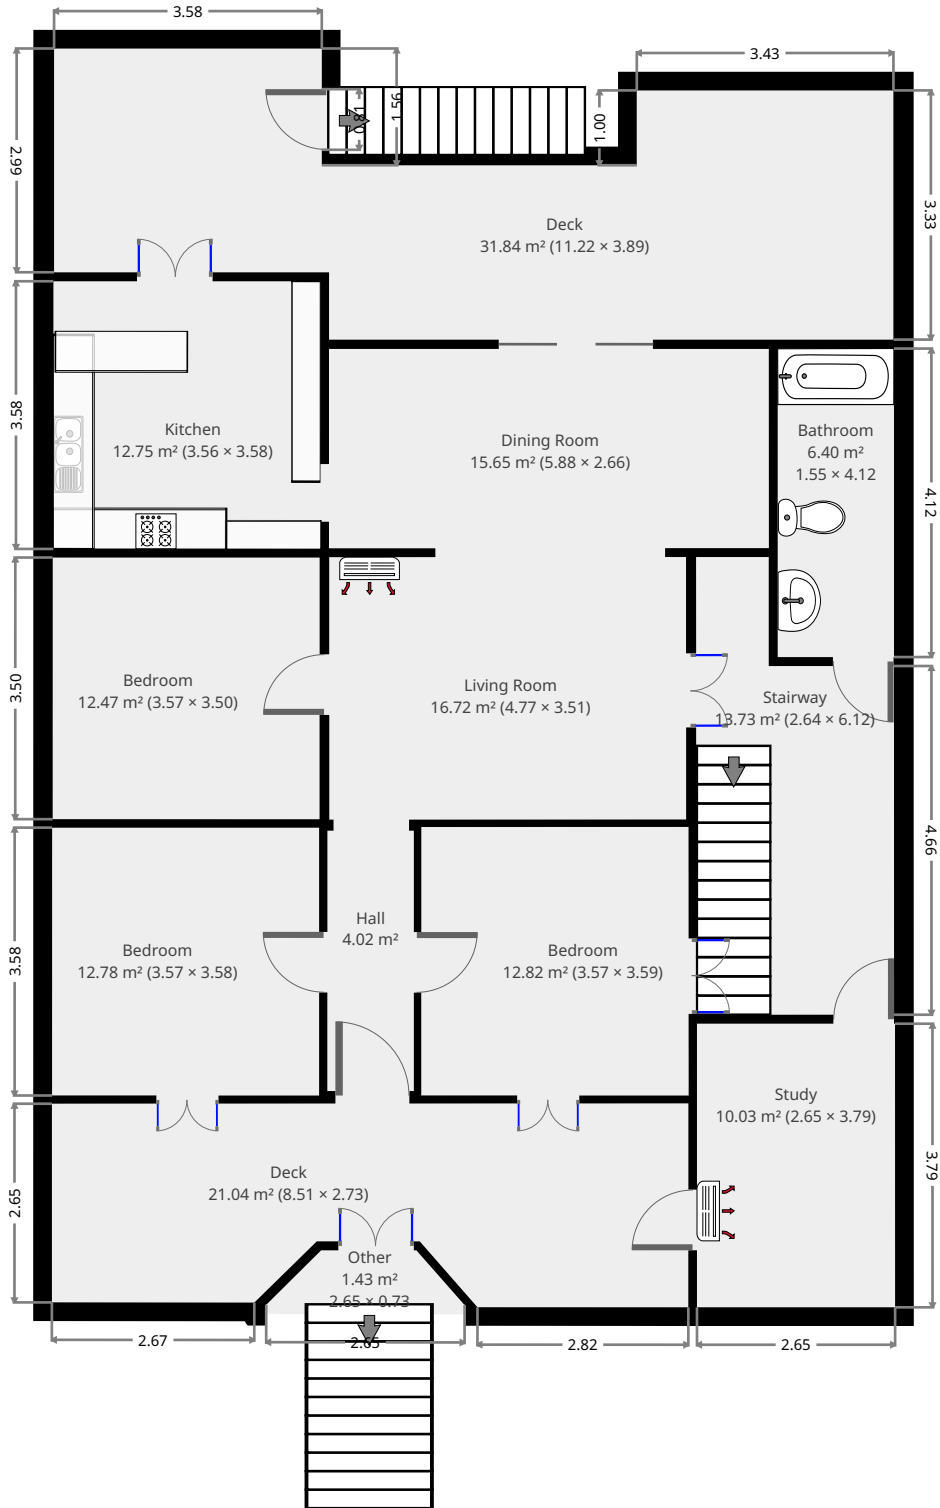 3.58
3.43
2.99
0.81
1.56
1.00
3.33
Deck
31.84 m² (11.22 × 3.89)
3.58
Kitchen
12.75 m² (3.56 × 3.58)
Dining Room
15.65 m² (5.88 × 2.66)
Bathroom
6.40 m²
1.55 × 4.12
4.12
3.50
Bedroom
12.47 m² (3.57 × 3.50)
Living Room
16.72 m² (4.77 × 3.51)
Stairway
13.73 m² (2.64 × 6.12)
4.66
3.58
Bedroom
12.78 m² (3.57 × 3.58)
Hall
4.02 m²
Bedroom
12.82 m² (3.57 × 3.59)
Study
10.03 m² (2.65 × 3.79)
3.79
2.65
Deck
21.04 m² (8.51 × 2.73)
Other
1.43 m²
2.65 × 0.73
2.67
2.65
2.82
2.65